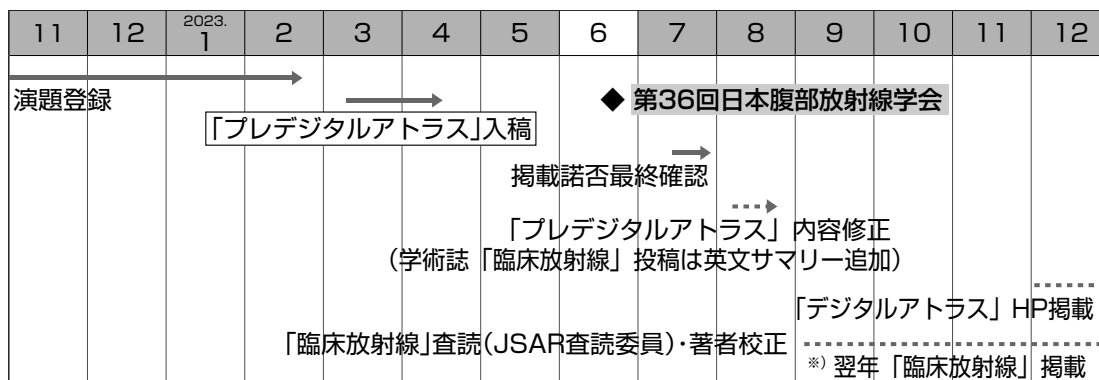 11 12 2023. 1 2 3 4 5 6 7 8 9 10 11 12
演題登録
◆ 第36回日本腹部放射線学会
「プレデジタルアトラス」入稿
掲載諾否最終確認
「プレデジタルアトラス」内容修正
(学術誌「臨床放射線」投稿は英文サマリー追加)
「デジタルアトラス」HP掲載
「臨床放射線」査読(JSAR査読委員)・著者校正
※) 翌年「臨床放射線」掲載